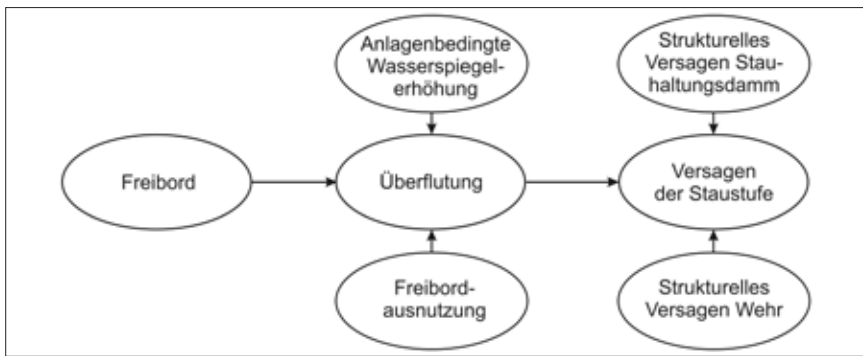 Anlagenbedingte
Wasserspiegel-
erhöhung
Strukturelles
Versagen Stau-
haltungsdamm
Freibord
Überflutung
Versagen
der Staustufe
Freibord-
ausnutzung
Strukturelles
Versagen Wehr